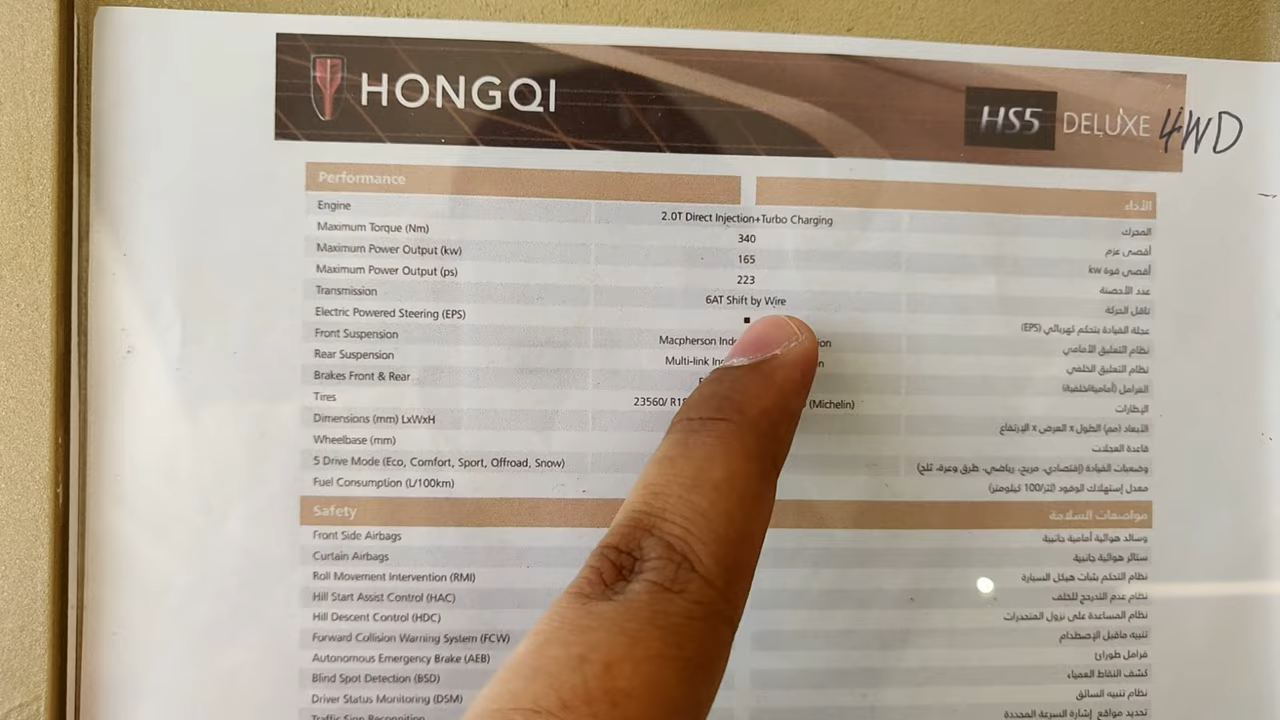 HONGQI
HS5 DELUXE 4WD
Performance الأداء
Engine 2.0T Direct Injection+Turbo Charging المحرك
Maximum Torque (Nm) 340 أقصى عزم
Maximum Power Output (kw) 165 أقصى قوة kw
Maximum Power Output (ps) 223 عدد الأحصنة
Transmission 6AT Shift by Wire ناقل الحركة
Electric Powered Steering (EPS) ■ عجلة القيادة بتحكم كهربائي (EPS)
Front Suspension Macpherson نظام التعليق الأمامي
Rear Suspension Multi-link نظام التعليق الخلفي
Brakes Front & Rear الفرامل (أمامية/خلفية)
Tires 23560/ (Michelin) الإطارات
Dimensions (mm) LxWxH الأبعاد (مم) الطول x العرض x الإرتفاع
Wheelbase (mm) قاعدة العجلات
5 Drive Mode (Eco, Comfort, Sport, Offroad, Snow) وضعيات القيادة (إقتصادي، مريح، رياضي، طرق وعرة، ثلج)
Fuel Consumption (L/100km) معدل إستهلاك الوقود (لتر/100 كيلومتر)
Safety مواصفات السلامة
Front Side Airbags وسائد هوائية أمامية جانبية
Curtain Airbags ستائر هوائية جانبية
Roll Movement Intervention (RMI) نظام التحكم بثبات هيكل السيارة
Hill Start Assist Control (HAC) نظام عدم التدحرج للخلف
Hill Descent Control (HDC) نظام المساعدة على نزول المنحدرات
Forward Collision Warning System (FCW) تنبيه ماقبل الإصطدام
Autonomous Emergency Brake (AEB) فرامل طوارئ
Blind Spot Detection (BSD) كشف النقاط العمياء
Driver Status Monitoring (DSM) نظام تنبيه السائق
Traffic Sign Recognition تحديد مواقع إشارة السرعة المحددة